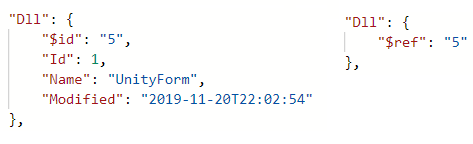 "Dll": {
"$id": "5",
"Id": 1,
"Name": "UnityForm",
"Modified": "2019-11-20T22:02:54"
},
"Dll": {
"$ref": "5"
},